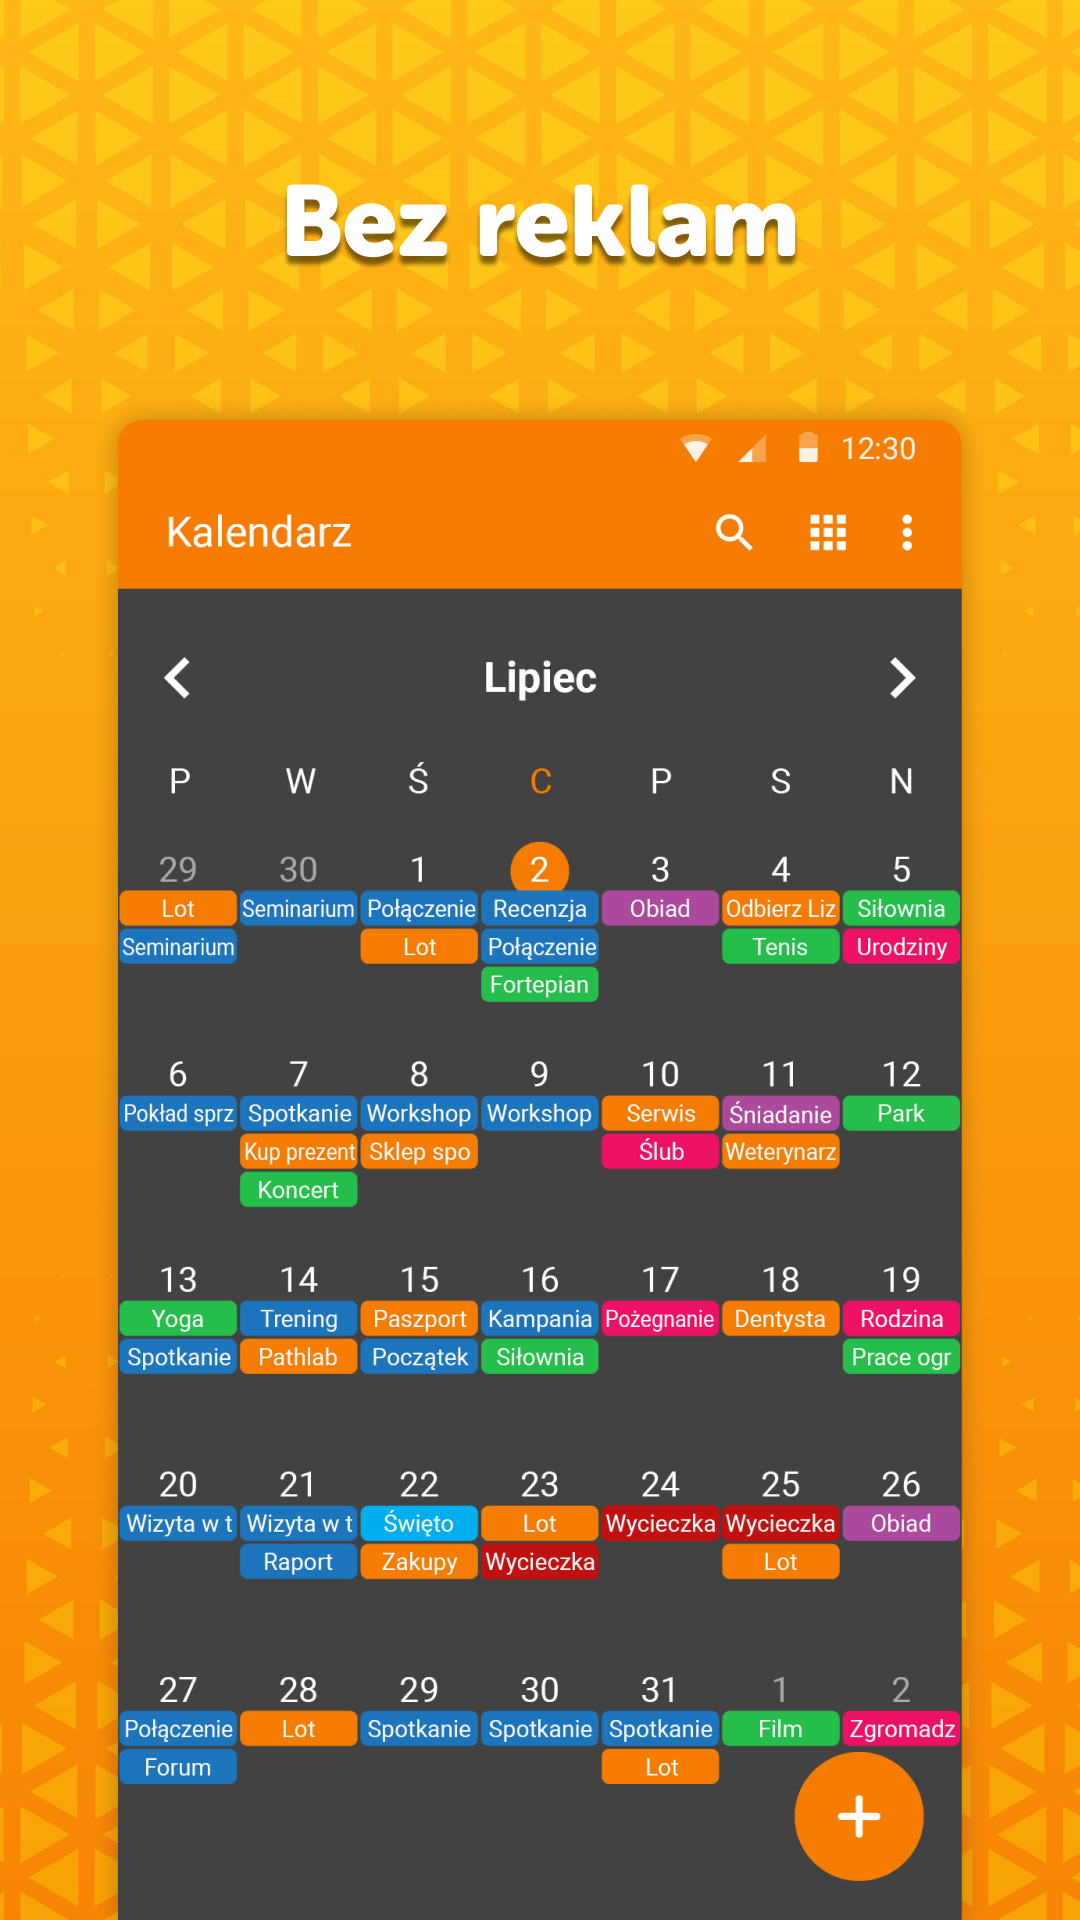 Bez reklam
12:30
Kalendarz
Lipiec
P W Ś C P S N
29 30 1 2 3 4 5
Lot Seminarium Połączenie Recenzja Obiad Odbierz Liz Siłownia
Seminarium Lot Połączenie Tenis Urodziny
Fortepian
6 7 8 9 10 11 12
Pokład sprz Spotkanie Workshop Workshop Serwis Śniadanie Park
Kup prezent Sklep spo Ślub Weterynarz
Koncert
13 14 15 16 17 18 19
Yoga Trening Paszport Kampania Pożegnanie Dentysta Rodzina
Spotkanie Pathlab Początek Siłownia Prace ogr
20 21 22 23 24 25 26
Wizyta w t Wizyta w t Święto Lot Wycieczka Wycieczka Obiad
Raport Zakupy Wycieczka Lot
27 28 29 30 31 1 2
Połączenie Lot Spotkanie Spotkanie Spotkanie Film Zgromadz
Forum Lot